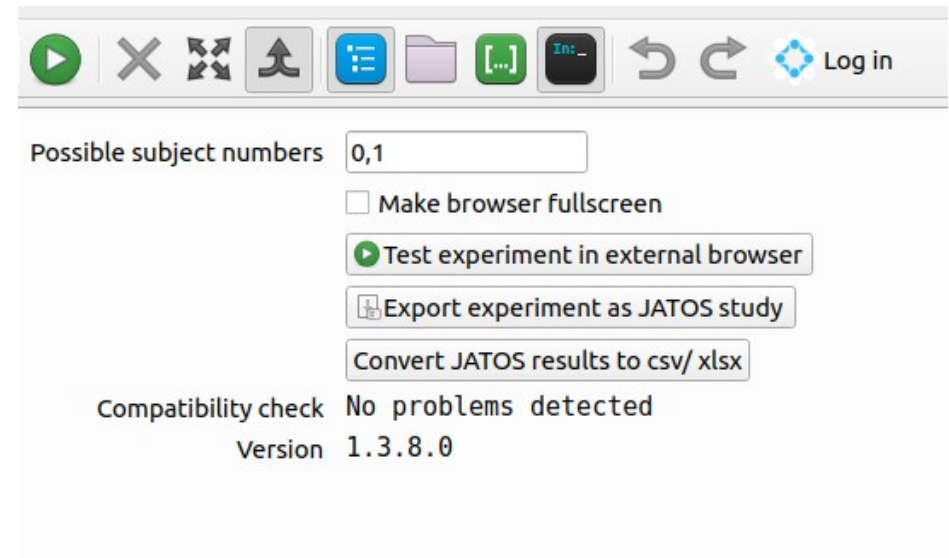 [...]
In:_
Log in
Possible subject numbers 0,1
Make browser fullscreen
Test experiment in external browser
Export experiment as JATOS study
Convert JATOS results to csv/ xlsx
Compatibility check No problems detected
Version 1.3.8.0